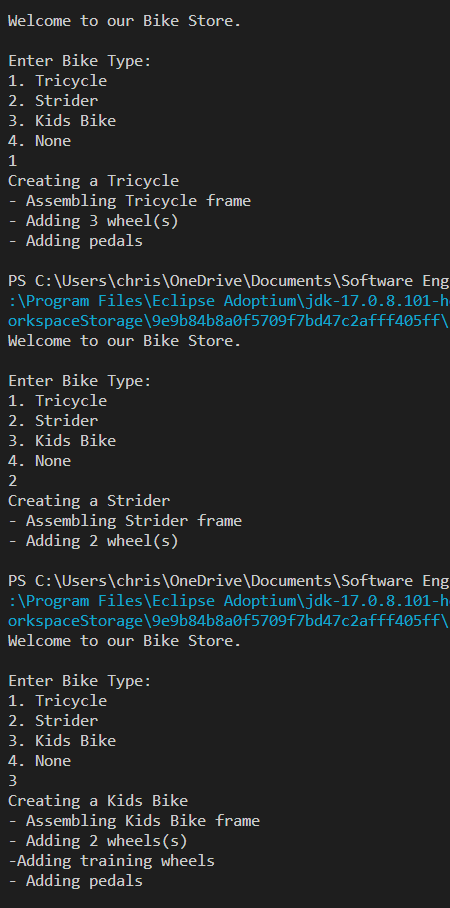 Welcome to our Bike Store.
Enter Bike Type:
1. Tricycle
2. Strider
3. Kids Bike
4. None
1
Creating a Tricycle
- Assembling Tricycle frame
- Adding 3 wheel(s)
- Adding pedals
PS C:\Users\chris\OneDrive\Documents\Software Eng
:\Program Files\Eclipse Adoptium\jdk-17.0.8.101-h
orkspaceStorage\9e9b84b8a0f5709f7bd47c2afff405ff\
Welcome to our Bike Store.
Enter Bike Type:
1. Tricycle
2. Strider
3. Kids Bike
4. None
2
Creating a Strider
- Assembling Strider frame
- Adding 2 wheel(s)
PS C:\Users\chris\OneDrive\Documents\Software Eng
:\Program Files\Eclipse Adoptium\jdk-17.0.8.101-h
orkspaceStorage\9e9b84b8a0f5709f7bd47c2afff405ff\
Welcome to our Bike Store.
Enter Bike Type:
1. Tricycle
2. Strider
3. Kids Bike
4. None
3
Creating a Kids Bike
- Assembling Kids Bike frame
- Adding 2 wheels(s)
-Adding training wheels
- Adding pedals